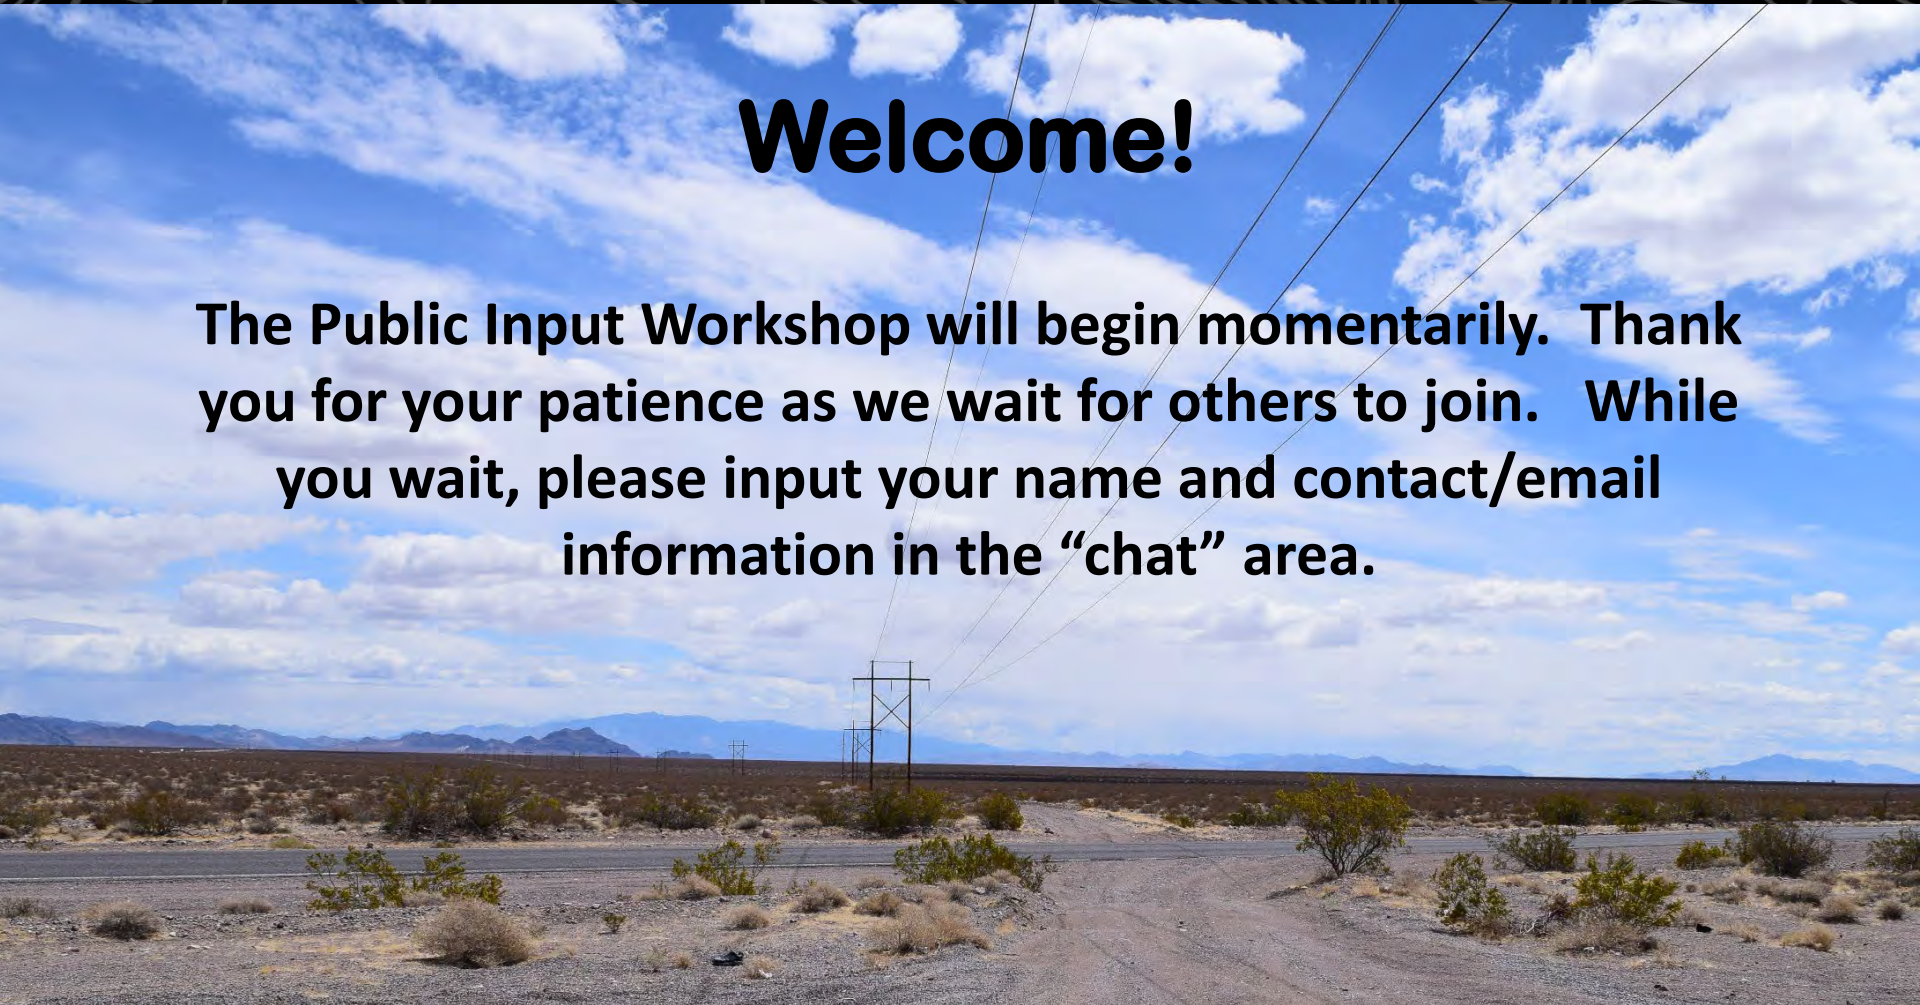 Welcome!
The Public Input Workshop will begin momentarily.  Thank
you for your patience as we wait for others to join.   While
you wait, please input your name and contact/email
information in the “chat” area.